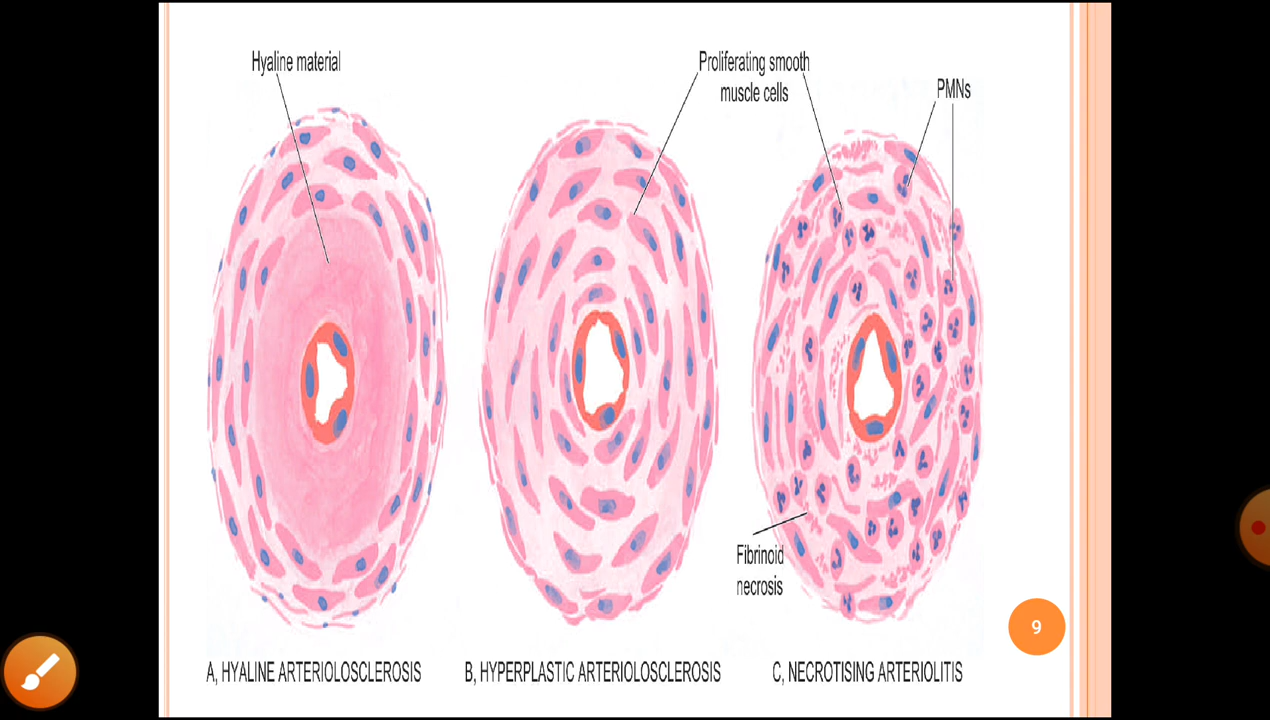 Hyaline material
Proliferating smooth
muscle cells
PMNs
Fibrinoid
necrosis
9
A, HYALINE ARTERIOLOSCLEROSIS
B, HYPERPLASTIC ARTERIOLOSCLEROSIS
C, NECROTISING ARTERIOLITIS